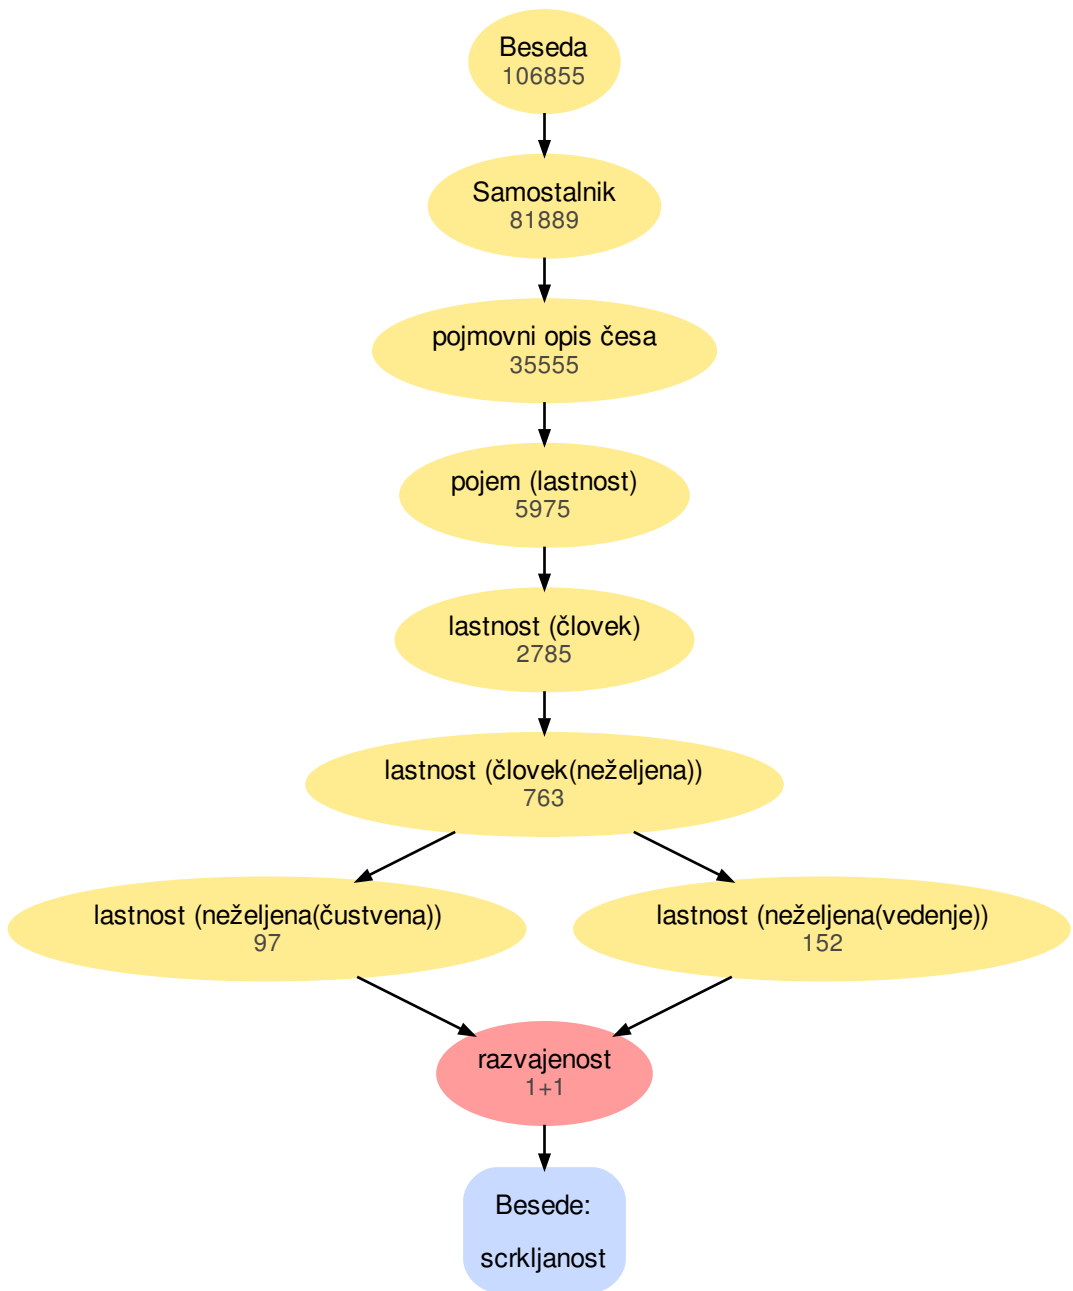 Beseda
106855
Samostalnik
81889
pojmovni opis česa
35555
pojem (lastnost)
5975
lastnost (človek)
2785
lastnost (človek(neželjena))
763
lastnost (neželjena(čustvena))
97
lastnost (neželjena(vedenje))
152
razvajenost
1+1
Besede:
scrkljanost